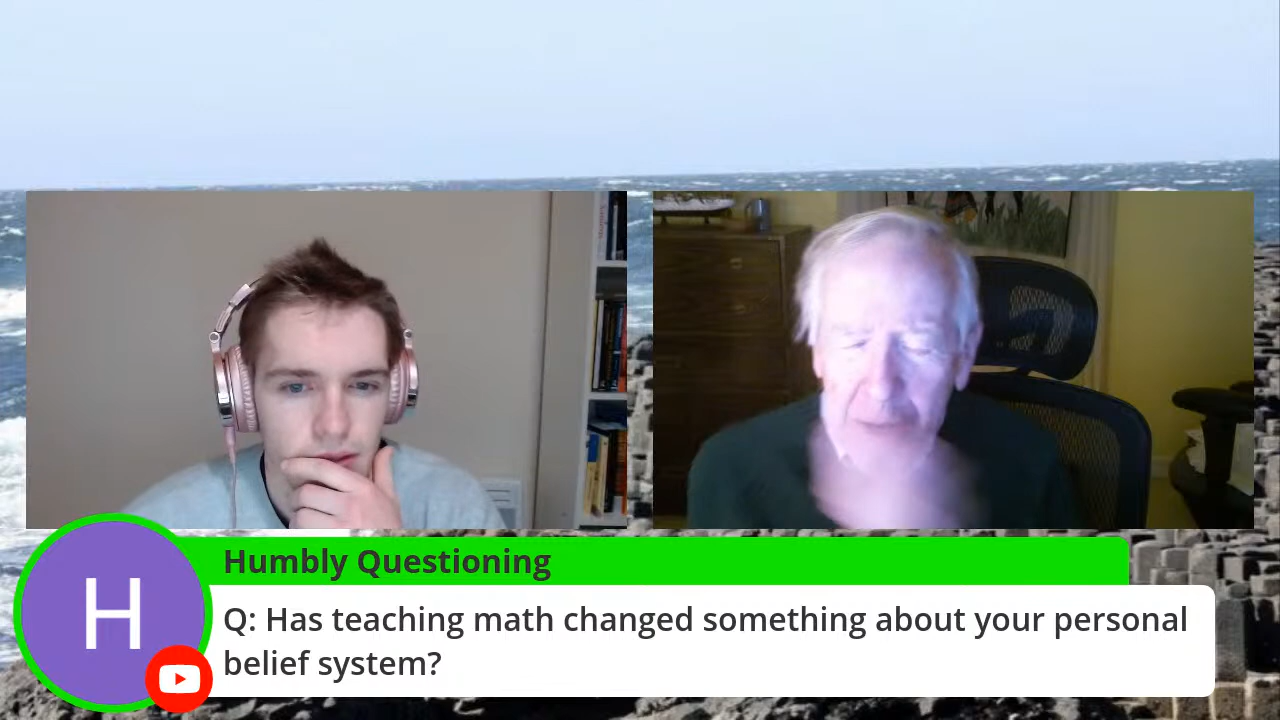 Humbly Questioning
H
Q: Has teaching math changed something about your personal
belief system?